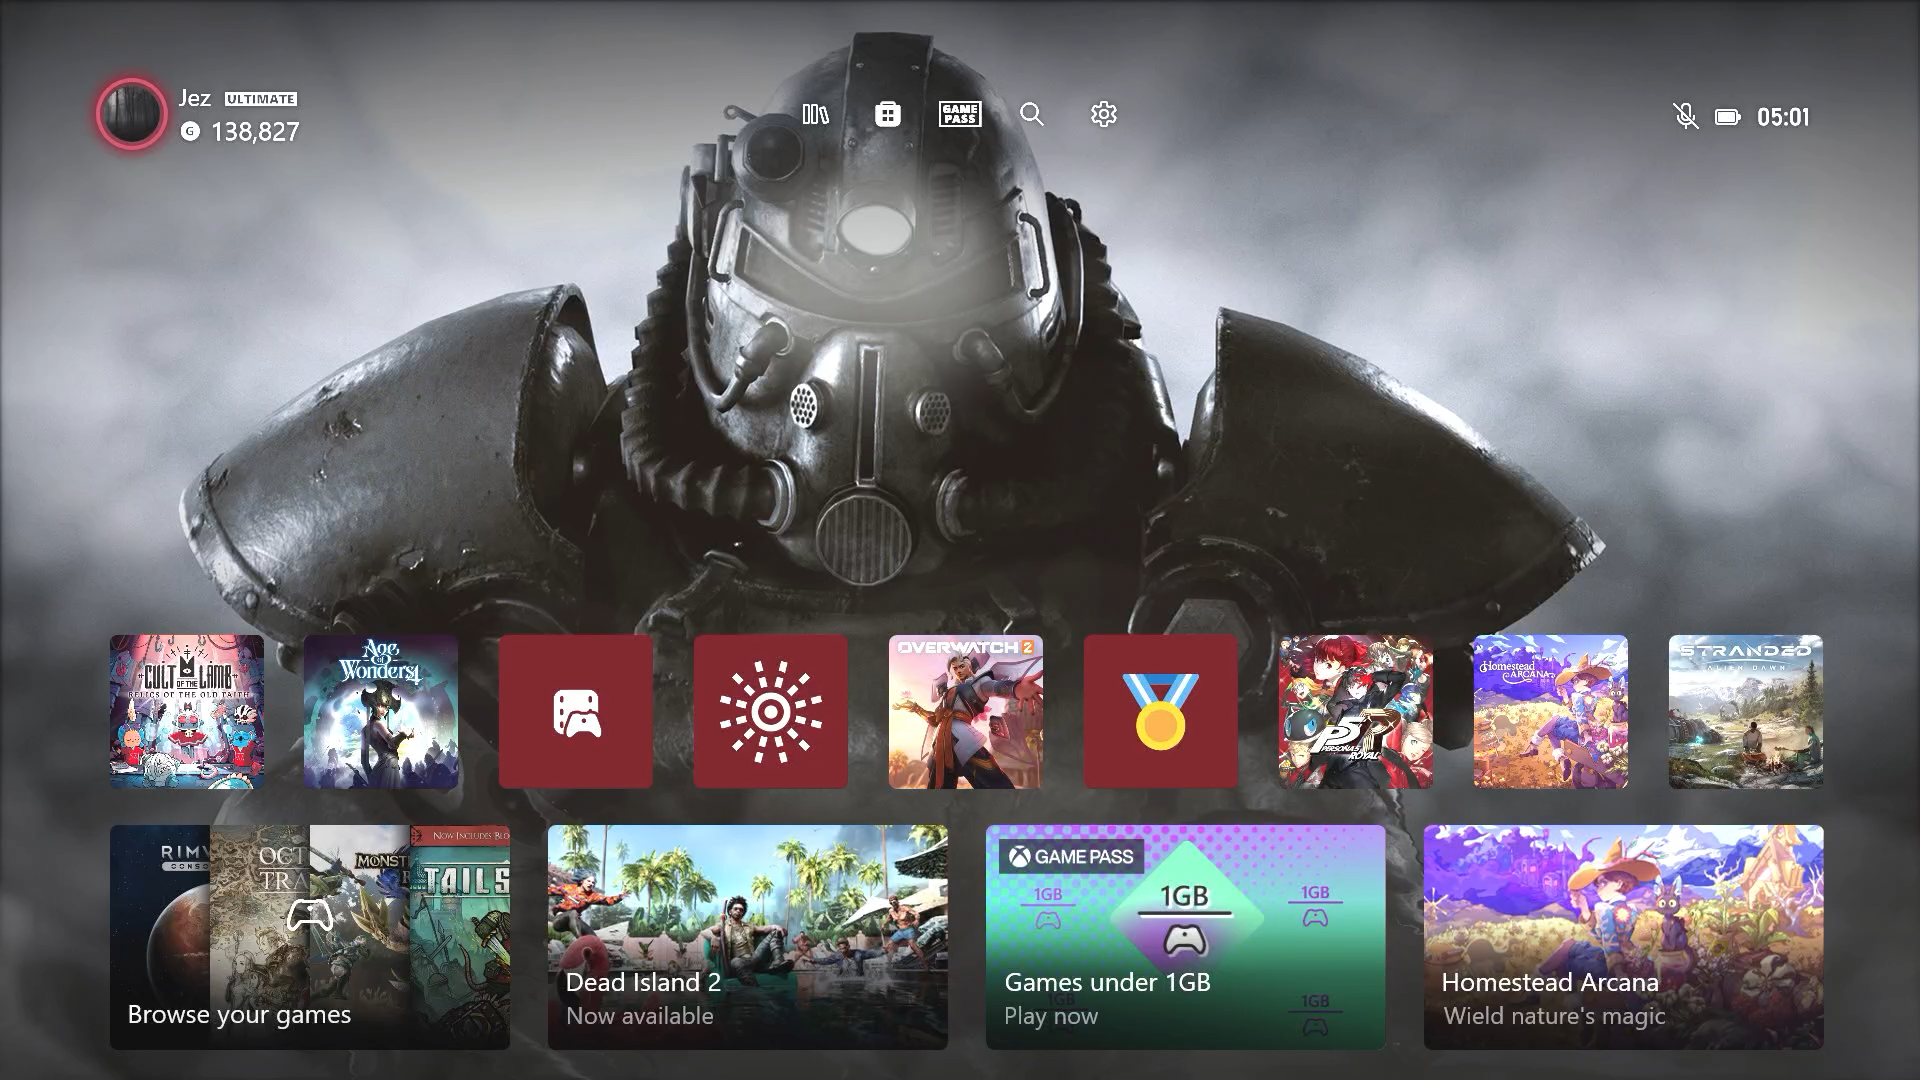 Jez ULTIMATE
G 138,827
GAME
PASS
05:01
CULT
OF THE
LAMB
RELICS OF THE OLD FAITH
Age
of
Wonders 4
OVERWATCH 2
P5R
PERSONA5
ROYAL
Homestead
ARCANA
STRANDED
ALIEN DAWN
RIMW
CONSO
OCT
TRA
MONST
R
NOW INCLUDES BLO
TAILS
Browse your games
Dead Island 2
Now available
GAME PASS
1GB
1GB
1GB
Games under 1GB
1GB
1GB
Play now
Homestead Arcana
Wield nature's magic